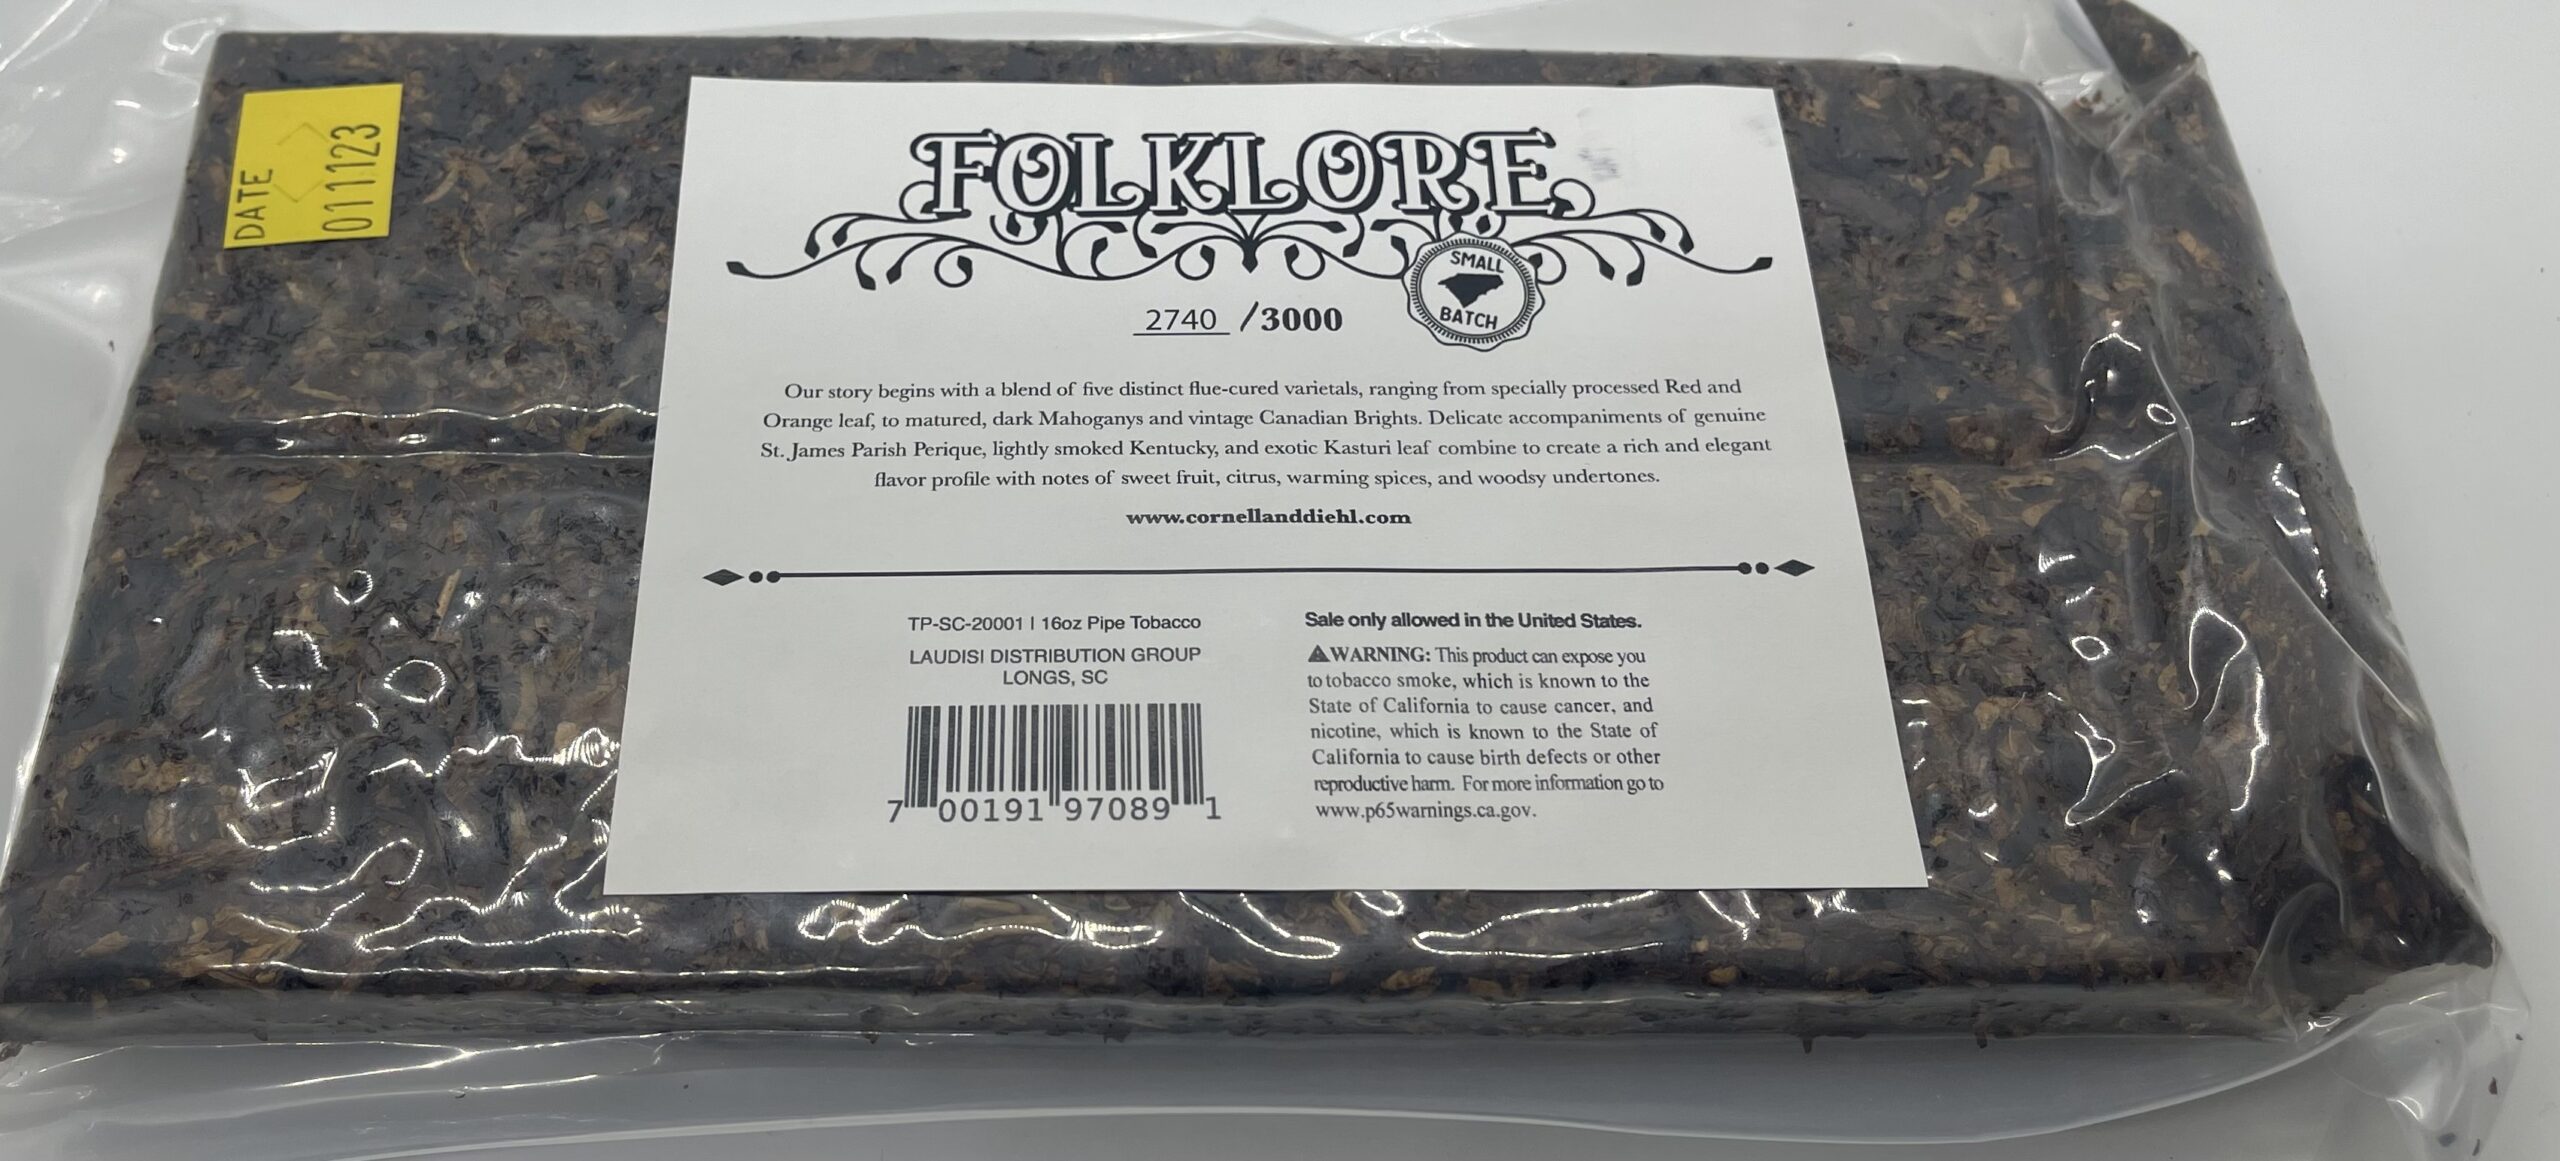 DATE
011123
FOLKLORE
SMALL
BATCH
2740 /3000
Our story begins with a blend of five distinct flue-cured varietals, ranging from specially processed Red and
Orange leaf, to matured, dark Mahoganys and vintage Canadian Brights. Delicate accompaniments of genuine
St. James Parish Perique, lightly smoked Kentucky, and exotic Kasturi leaf combine to create a rich and elegant
flavor profile with notes of sweet fruit, citrus, warming spices, and woodsy undertones.
www.cornellanddiehl.com
TP-SC-20001 | 16oz Pipe Tobacco
LAUDISI DISTRIBUTION GROUP
LONGS, SC
7 00191 97089 1
Sale only allowed in the United States.
⚠WARNING: This product can expose you
to tobacco smoke, which is known to the
State of California to cause cancer, and
nicotine, which is known to the State of
California to cause birth defects or other
reproductive harm. For more information go to
www.p65warnings.ca.gov.